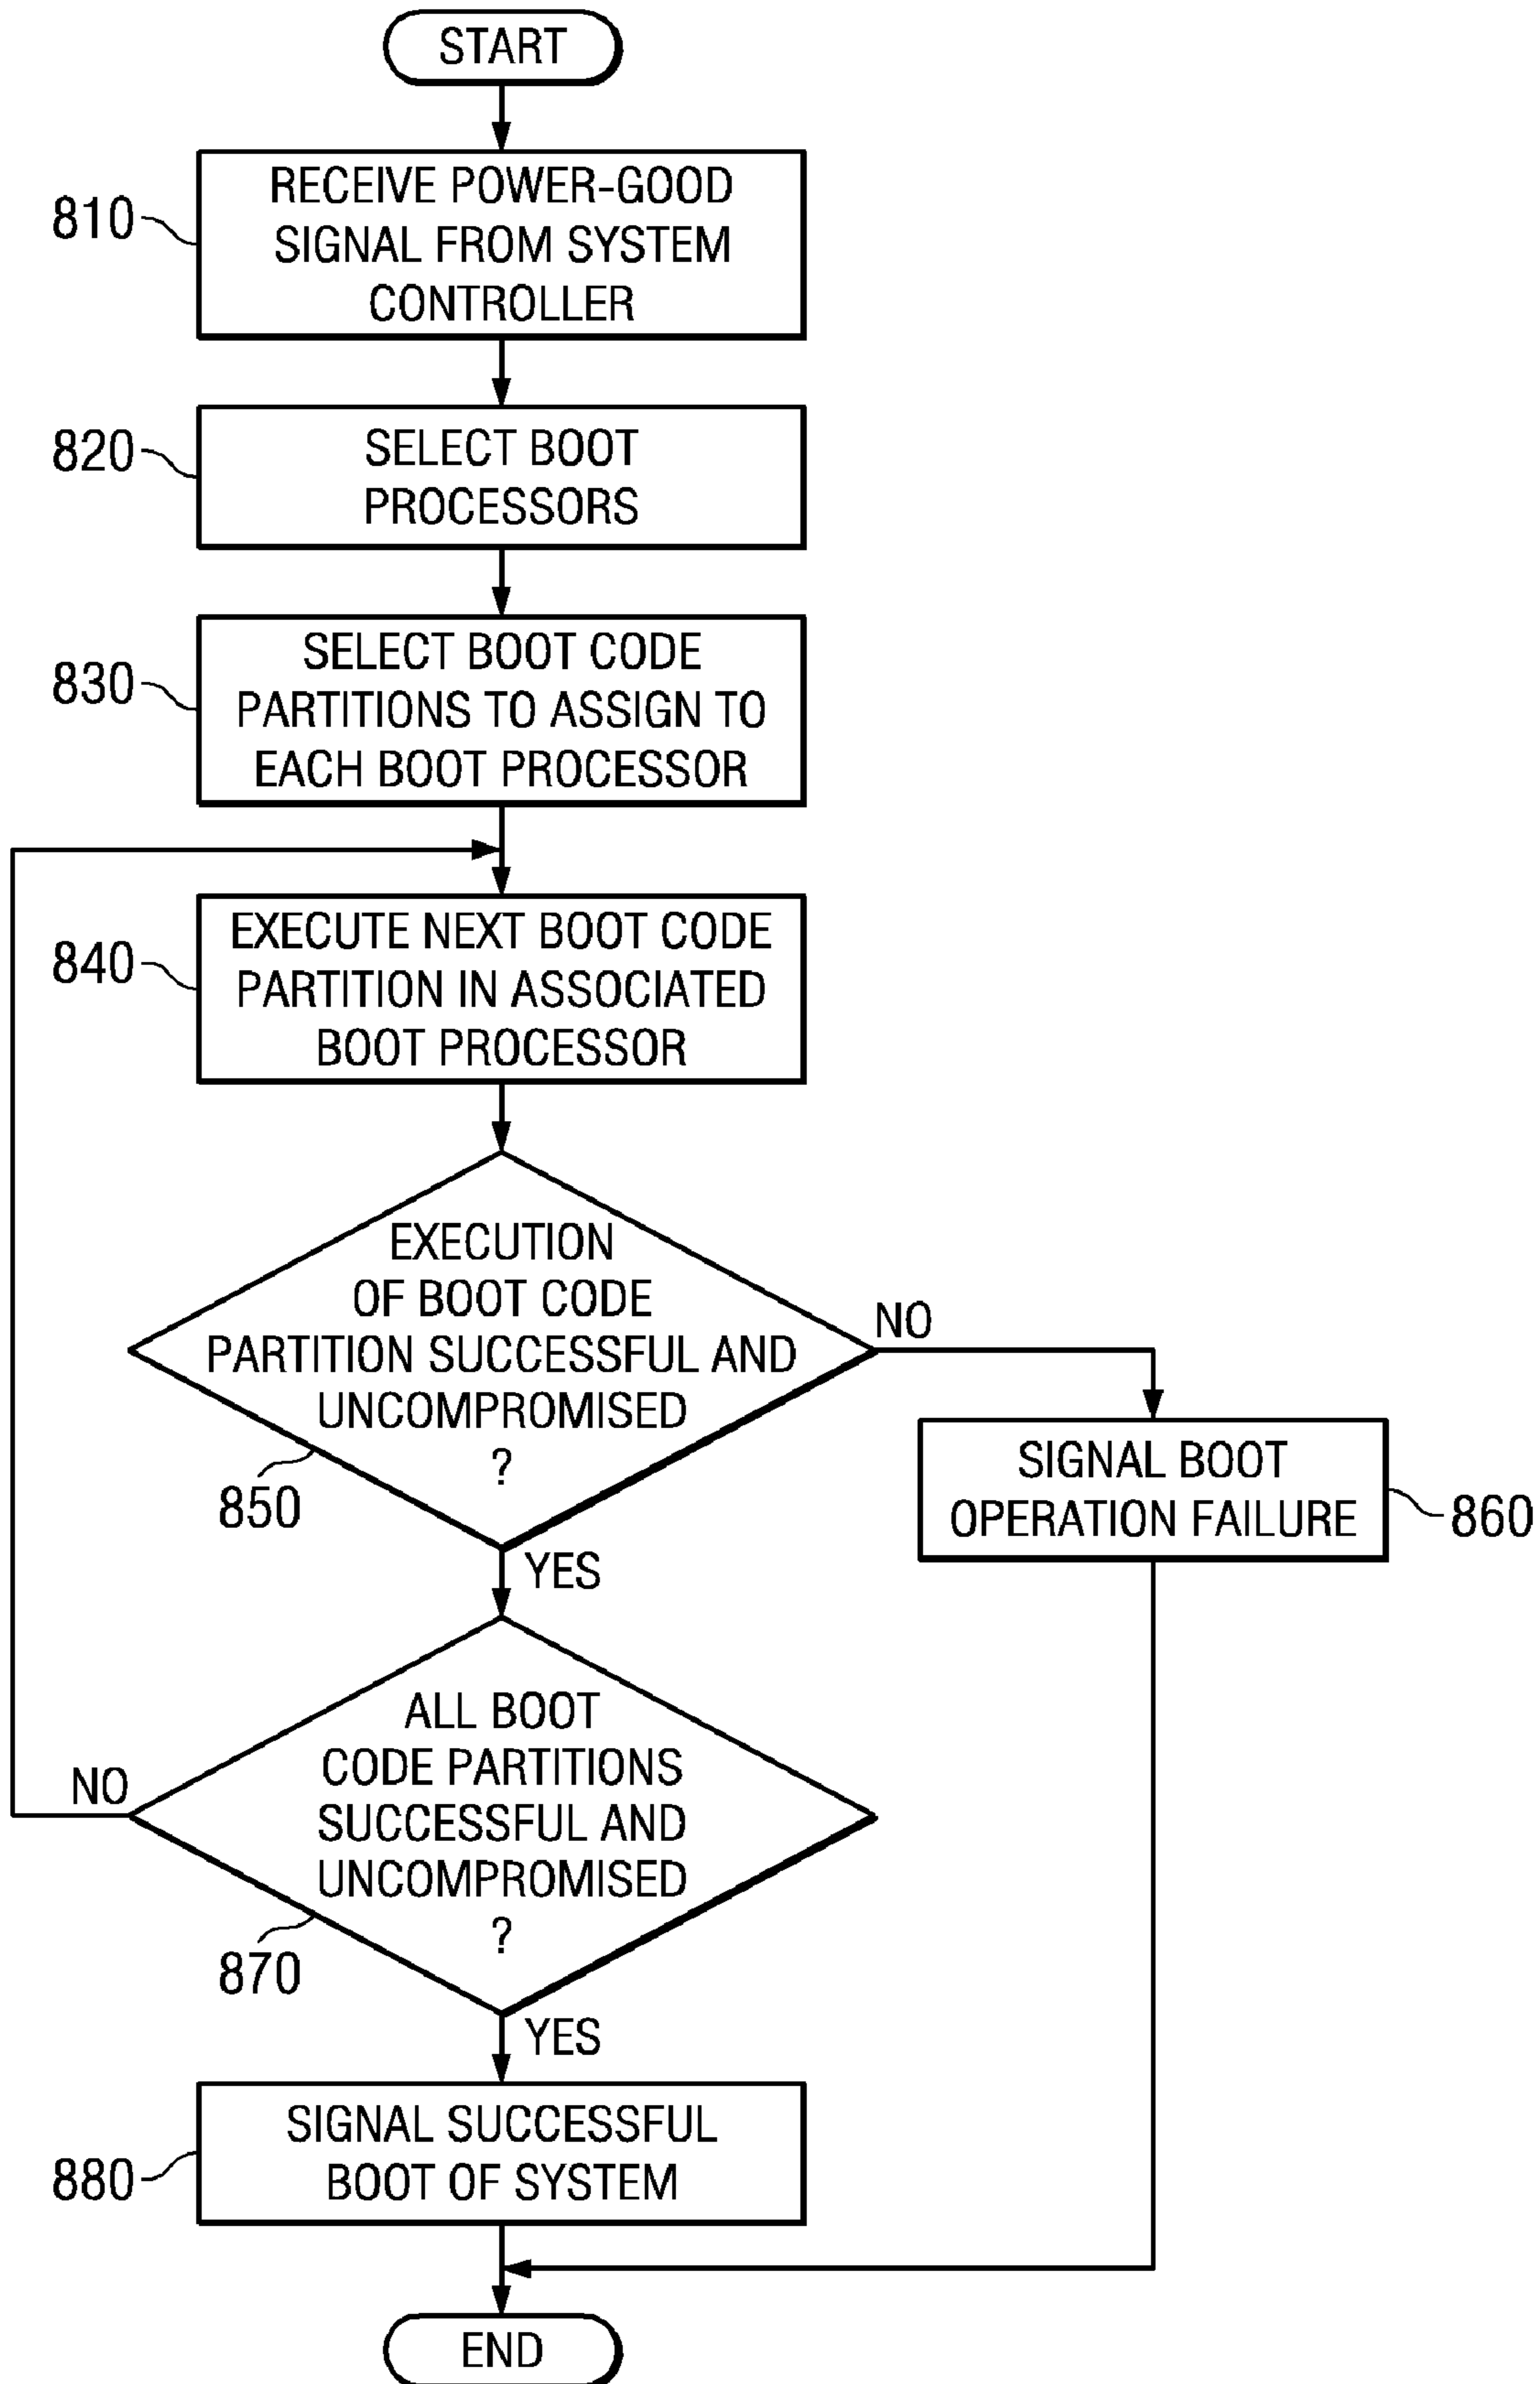 START
810
RECEIVE POWER-GOOD
SIGNAL FROM SYSTEM
CONTROLLER
820
SELECT BOOT
PROCESSORS
830
SELECT BOOT CODE
PARTITIONS TO ASSIGN TO
EACH BOOT PROCESSOR
840
EXECUTE NEXT BOOT CODE
PARTITION IN ASSOCIATED
BOOT PROCESSOR
EXECUTION
OF BOOT CODE
PARTITION SUCCESSFUL AND
UNCOMPROMISED
?
850
NO
YES
SIGNAL BOOT
OPERATION FAILURE
860
ALL BOOT
CODE PARTITIONS
SUCCESSFUL AND
UNCOMPROMISED
?
870
NO
YES
880
SIGNAL SUCCESSFUL
BOOT OF SYSTEM
END